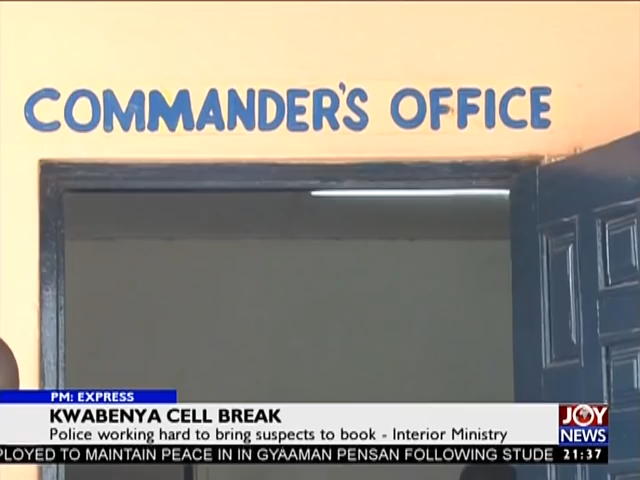 COMMANDER'S OFFICE
PM: EXPRESS
KWABENYA CELL BREAK
Police working hard to bring suspects to book - Interior Ministry
JOY
NEWS
PLOYED TO MAINTAIN PEACE IN IN GYAAMAN PENSAN FOLLOWING STUDE
21:37